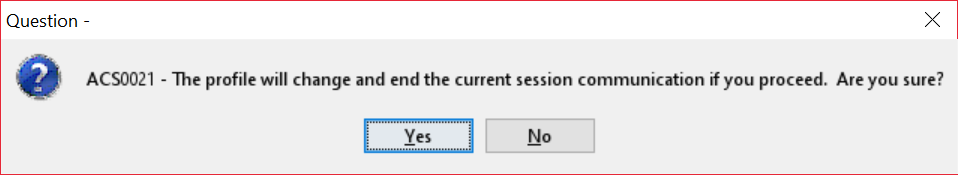 Question -
ACS0021 - The profile will change and end the current session communication if you proceed.  Are you sure?
Yes
No